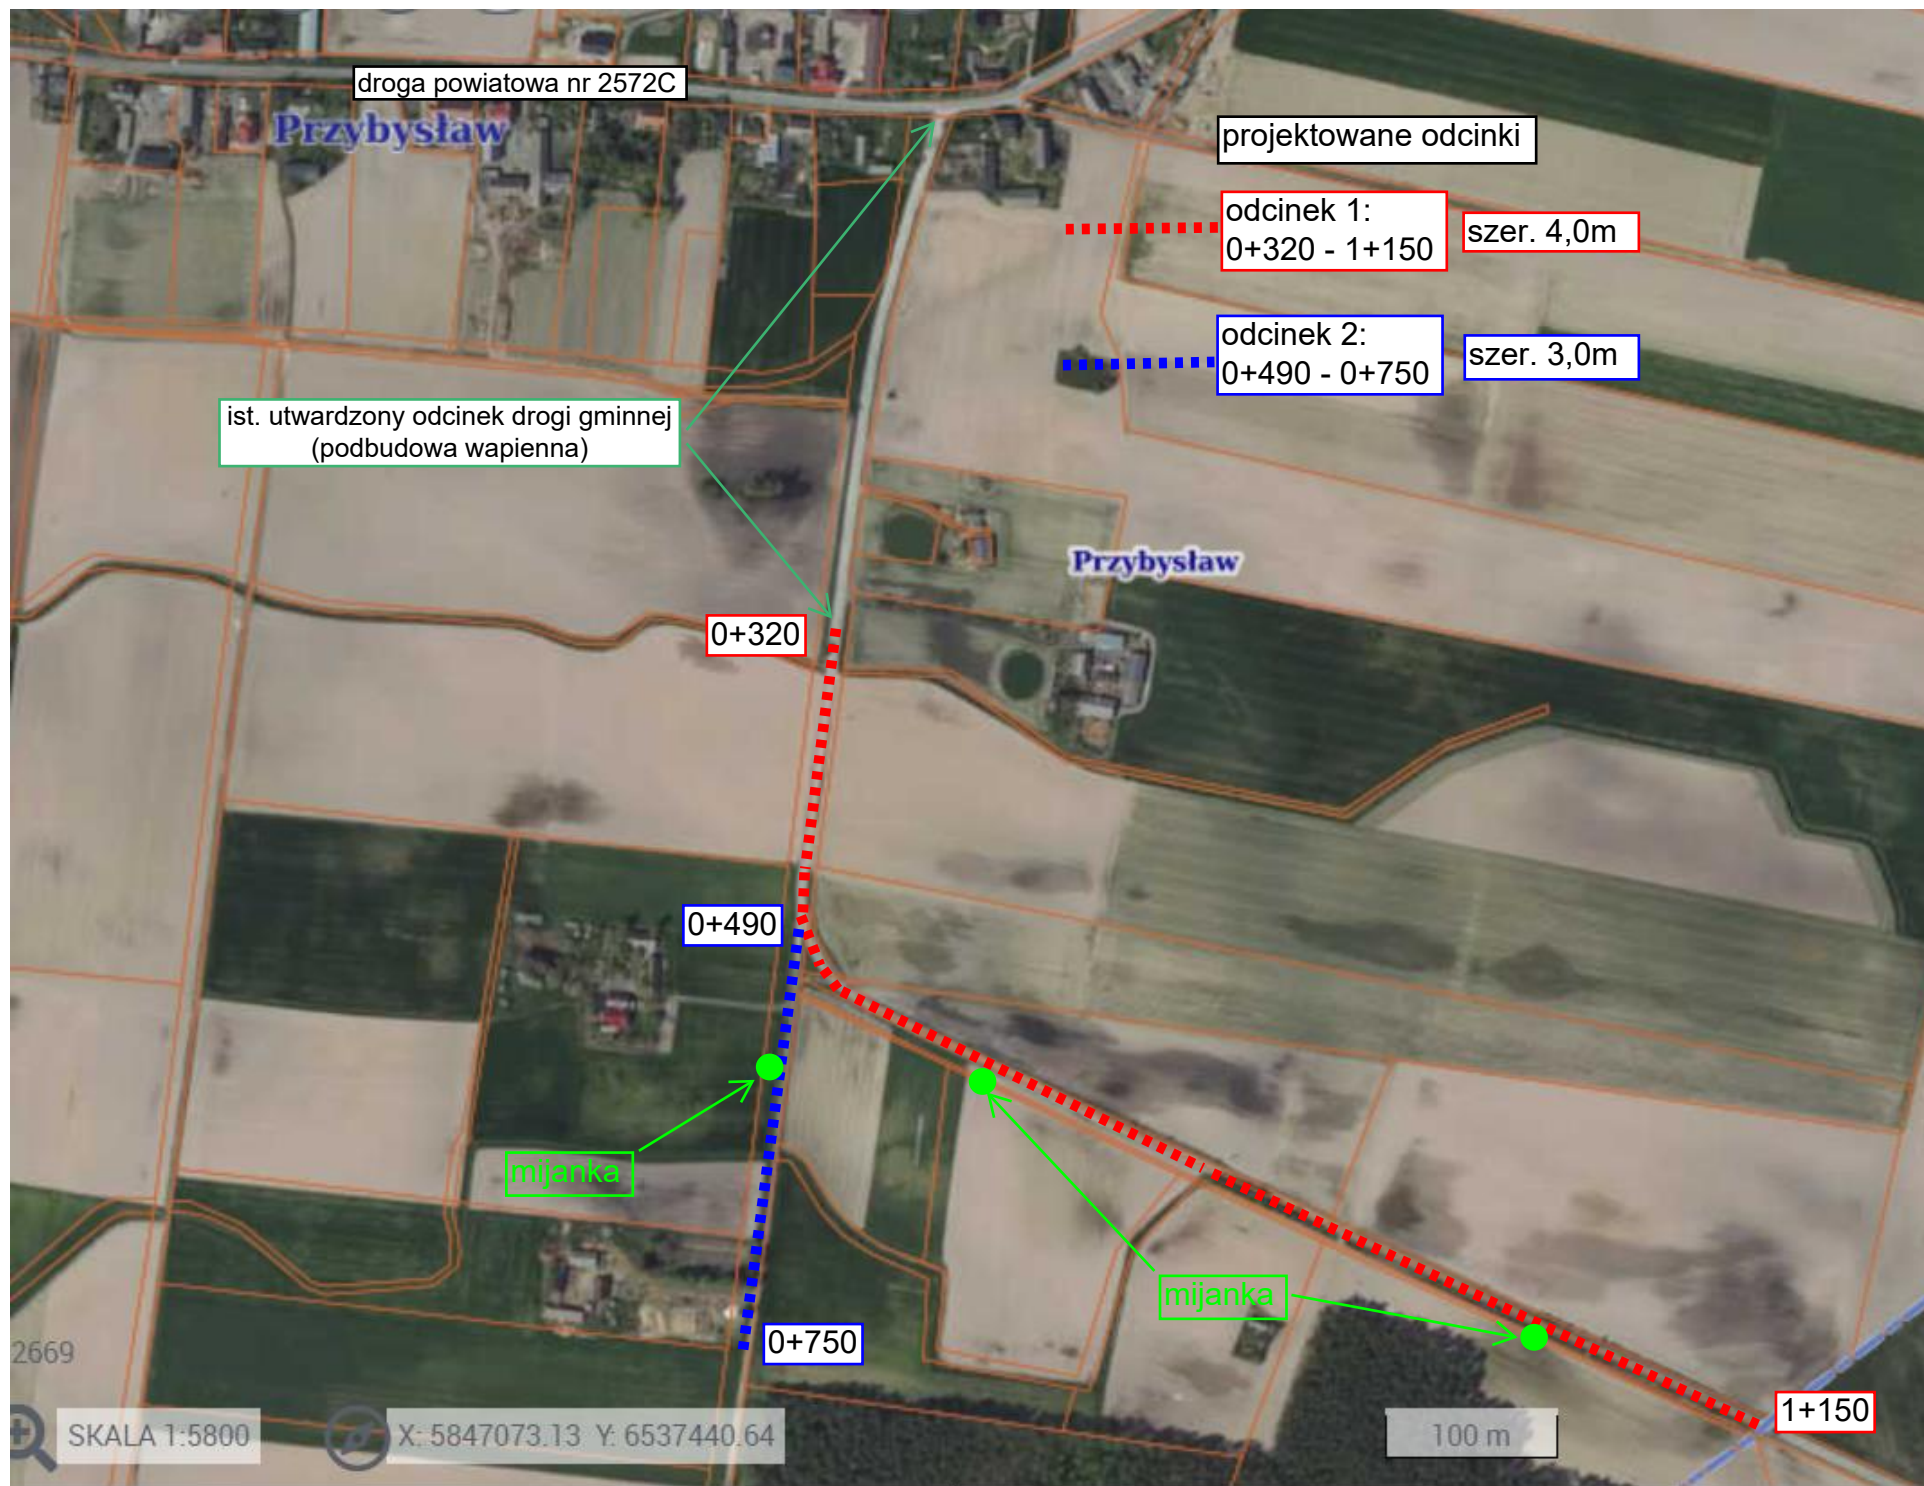 droga powiatowa nr 2572C
Przybysław
projektowane odcinki
odcinek 1:
0+320 - 1+150
szer. 4,0m
odcinek 2:
0+490 - 0+750
szer. 3,0m
ist. utwardzony odcinek drogi gminnej
(podbudowa wapienna)
Przybysław
0+320
0+490
mijanka
mijanka
0+750
2669
1+150
SKALA 1:5800
X: 5847073.13 Y: 6537440.64
100 m